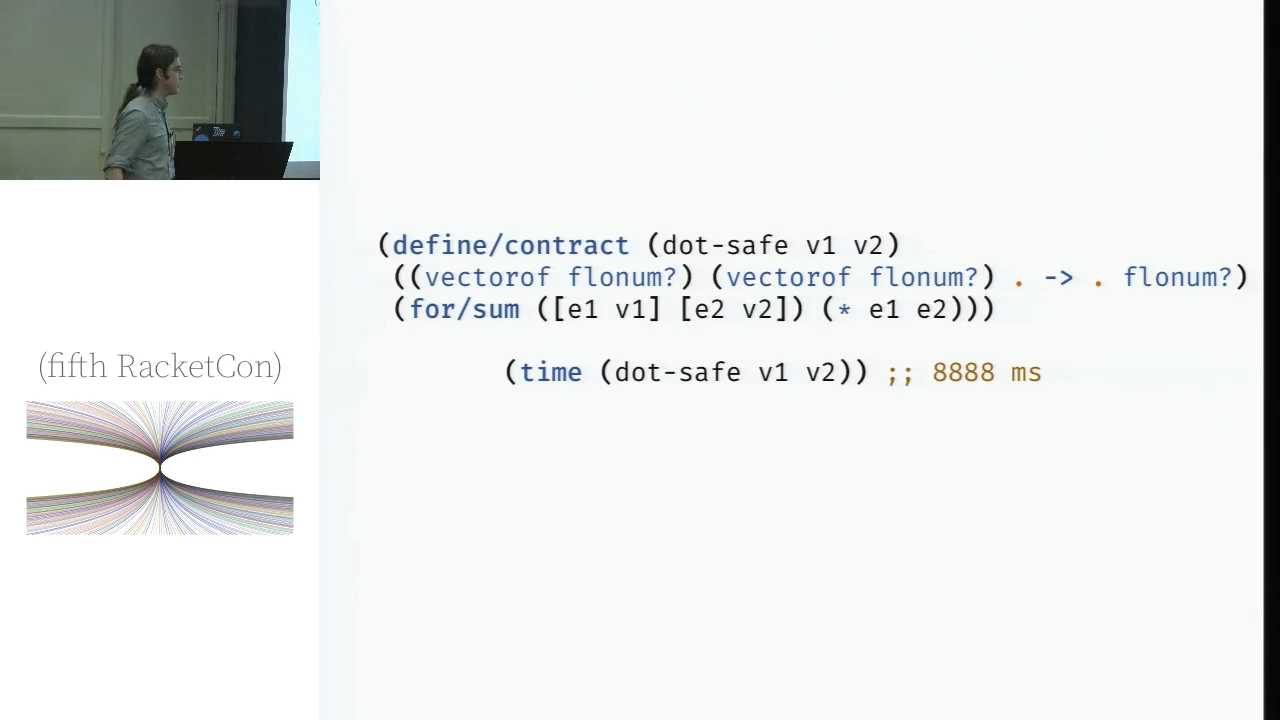 (define/contract (dot-safe v1 v2)
((vectorof flonum?) (vectorof flonum?) . -> . flonum?)
(for/sum ([e1 v1] [e2 v2]) (* e1 e2)))
(time (dot-safe v1 v2)) ;; 8888 ms
(fifth RacketCon)